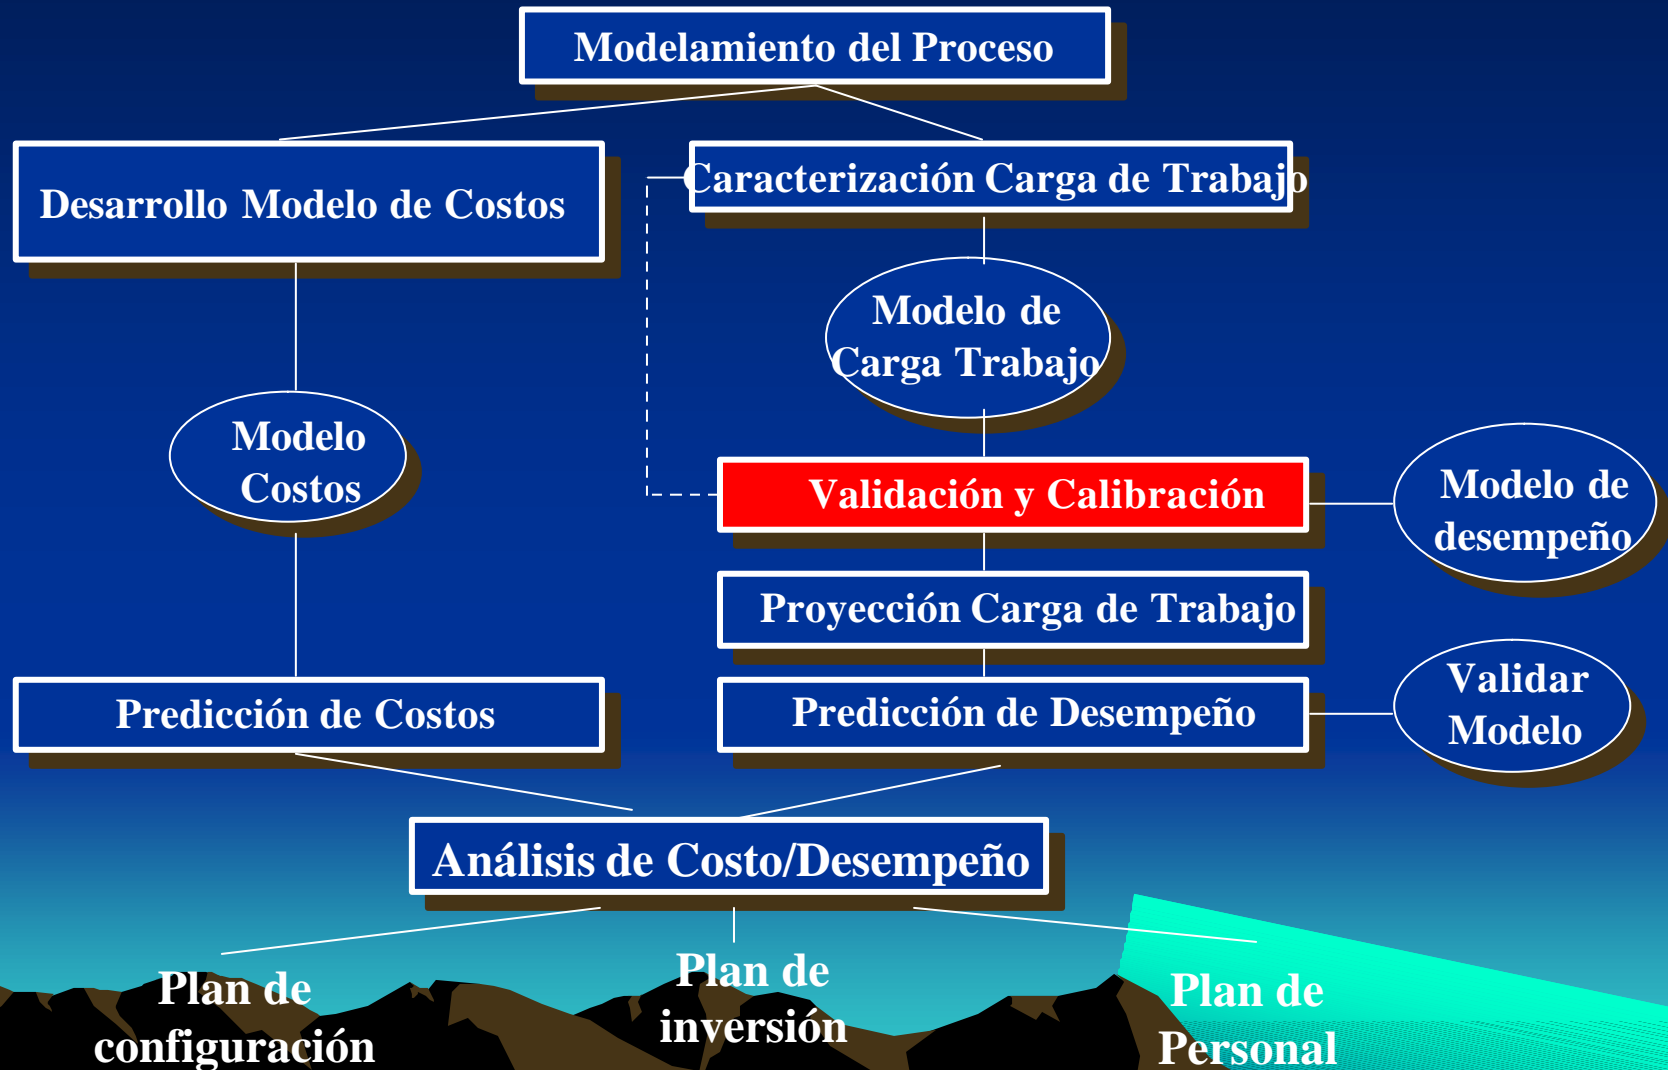 Modelamiento del Proceso
Desarrollo Modelo de Costos
Caracterización Carga de Trabajo
Modelo de
Carga Trabajo
Modelo
Costos
Validación y Calibración
Modelo de
desempeño
Proyección Carga de Trabajo
Predicción de Costos
Predicción de Desempeño
Validar
Modelo
Análisis de Costo/Desempeño
Plan de
configuración
Plan de
inversión
Plan de
Personal